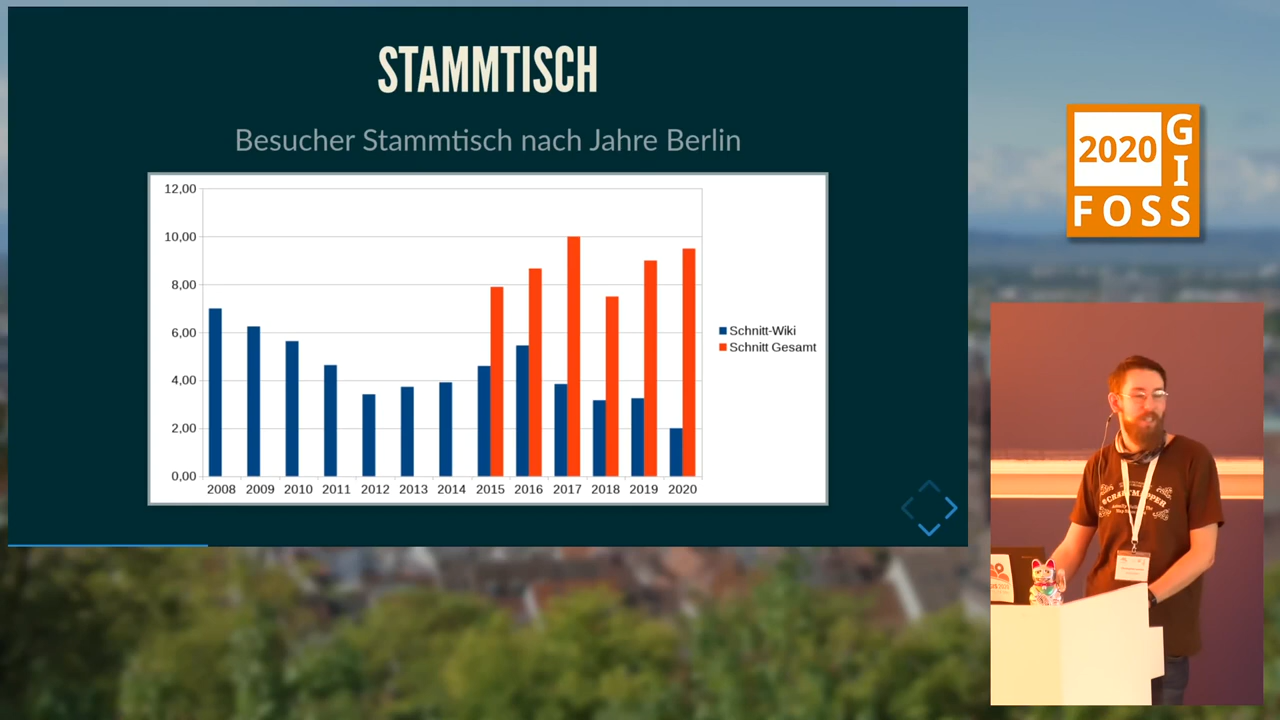 STAMMTISCH
Besucher Stammtisch nach Jahre Berlin
12,00
10,00
8,00
6,00
4,00
2,00
0,00
2008 2009 2010 2011 2012 2013 2014 2015 2016 2017 2018 2019 2020
Schnitt-Wiki
Schnitt Gesamt
2020
G
I
FOSS
#CRAFTMAPPER